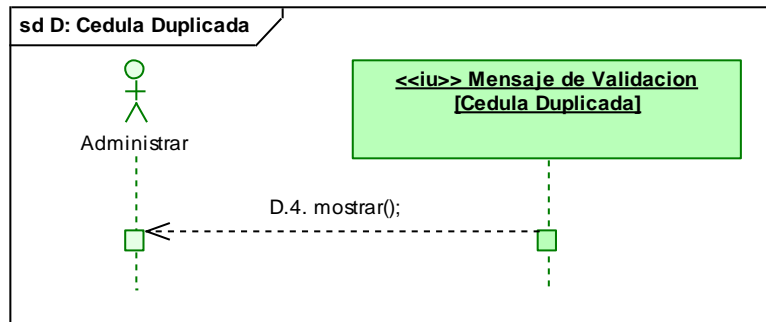 sd D: Cedula Duplicada
<<iu>> Mensaje de Validacion
[Cedula Duplicada]
Administrar
D.4. mostrar();